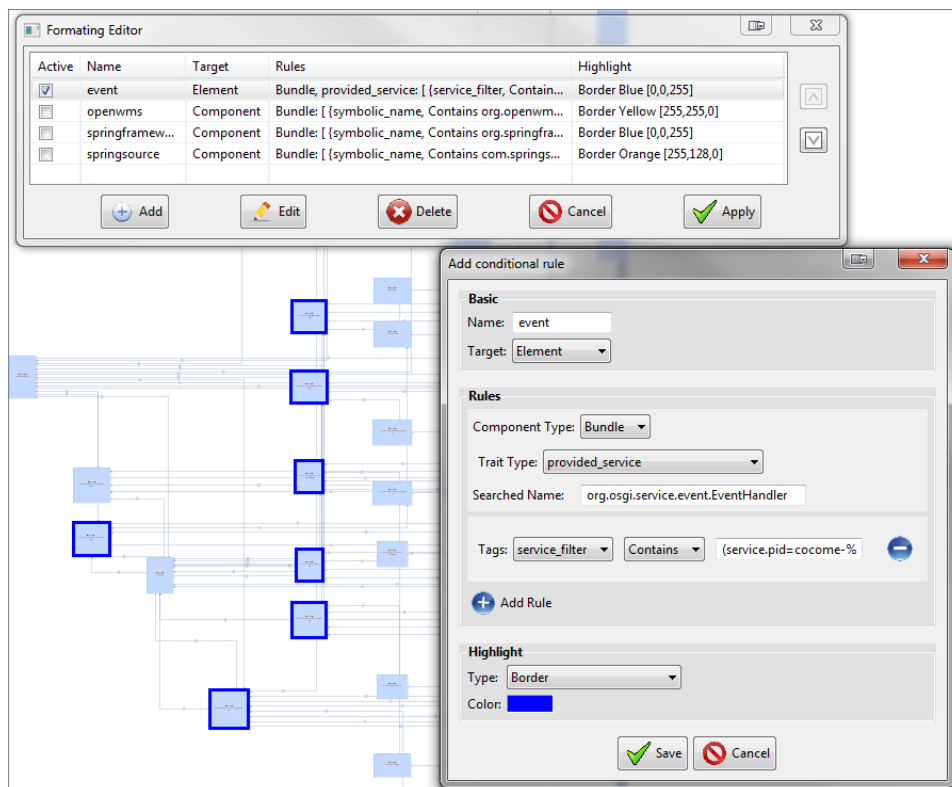 Formating Editor
Active Name Target Rules Highlight
event Element Bundle, provided_service: [ {service_filter, Contain... Border Blue [0,0,255]
openwms Component Bundle: [ {symbolic_name, Contains org.openwm... Border Yellow [255,255,0]
springframew... Component Bundle: [ {symbolic_name, Contains org.springfra... Border Blue [0,0,255]
springsource Component Bundle: [ {symbolic_name, Contains com.springs... Border Orange [255,128,0]
Add Edit Delete Cancel Apply
Add conditional rule
Basic
Name: event
Target: Element
Rules
Component Type: Bundle
Trait Type: provided_service
Searched Name: org.osgi.service.event.EventHandler
Tags: service_filter Contains (service.pid=cocome-%
Add Rule
Highlight
Type: Border
Color:
Save Cancel